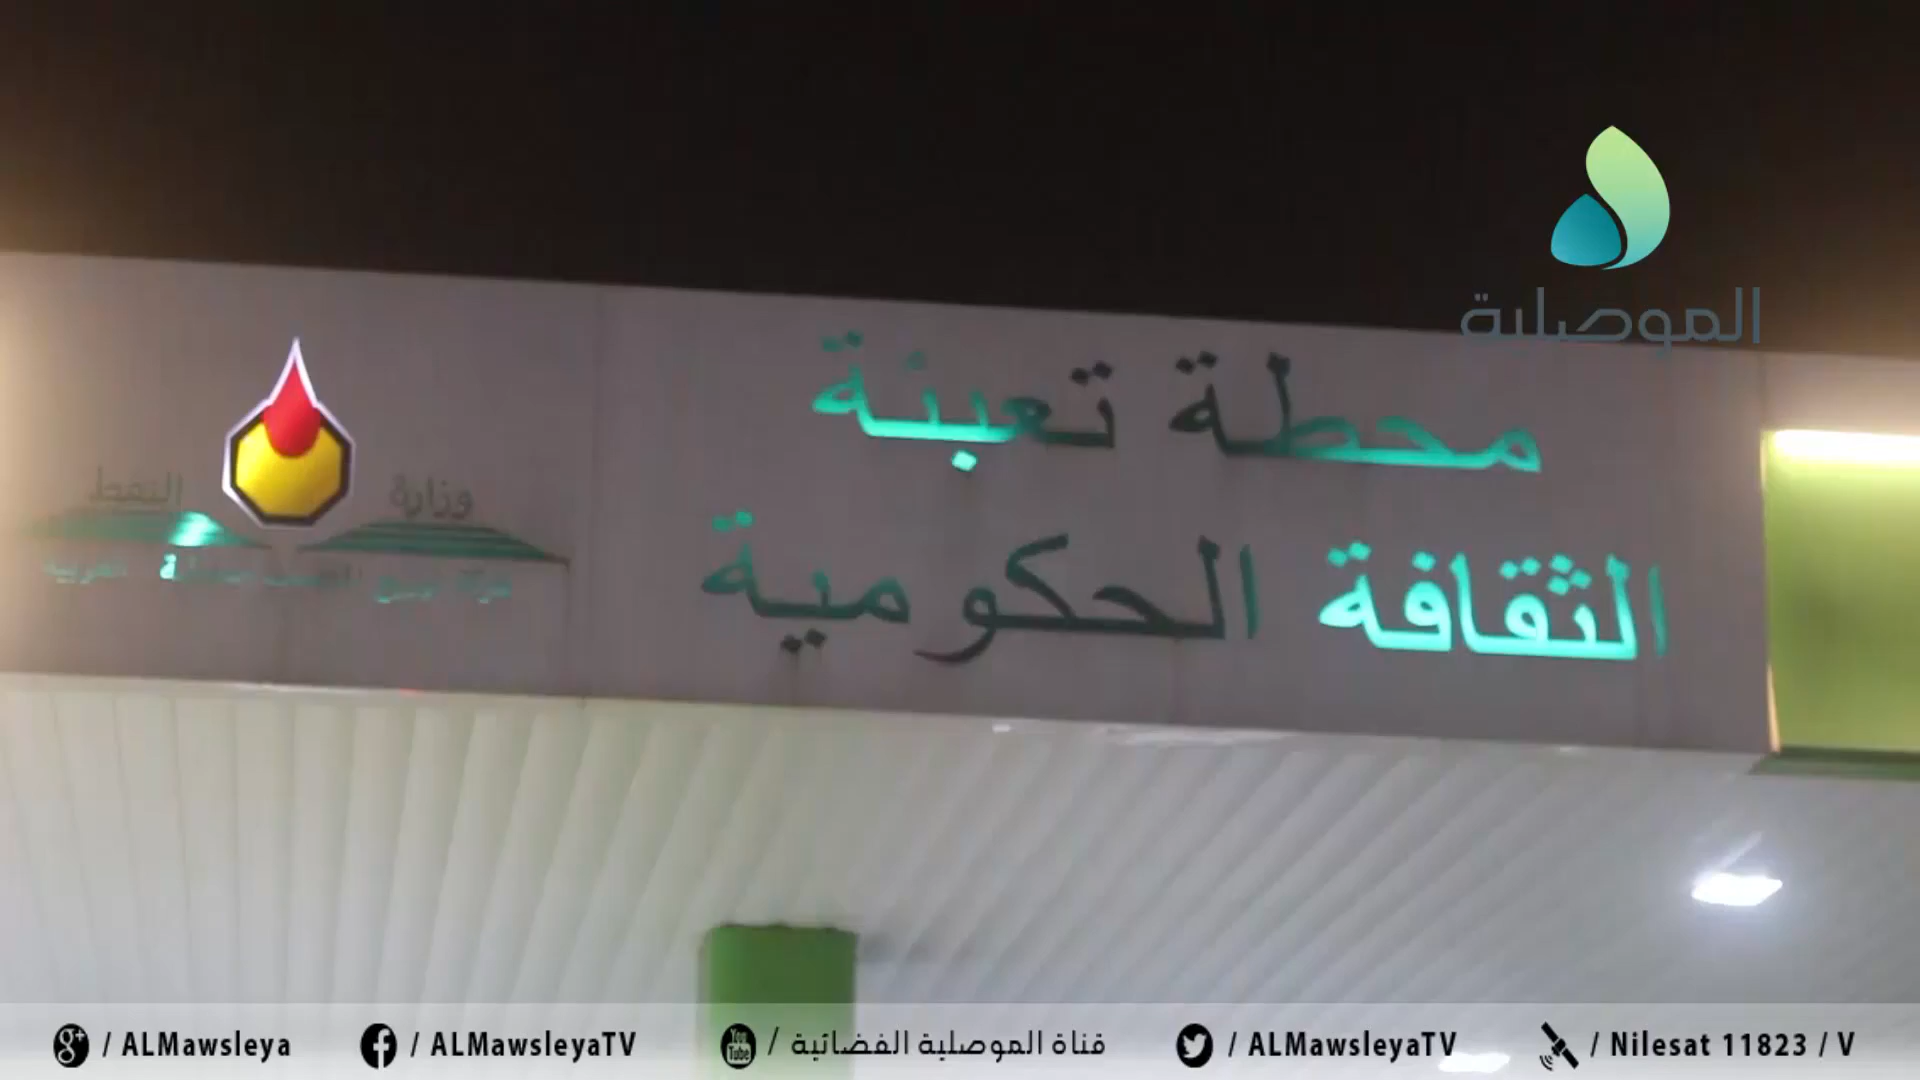 الموصلية
محطة تعبئة
الثقافة الحكومية
وزارة النفط
/ ALMawsleya
/ ALMawsleyaTV
/ قناة الموصلية الفضائية
/ ALMawsleyaTV
/ Nilesat 11823 / V